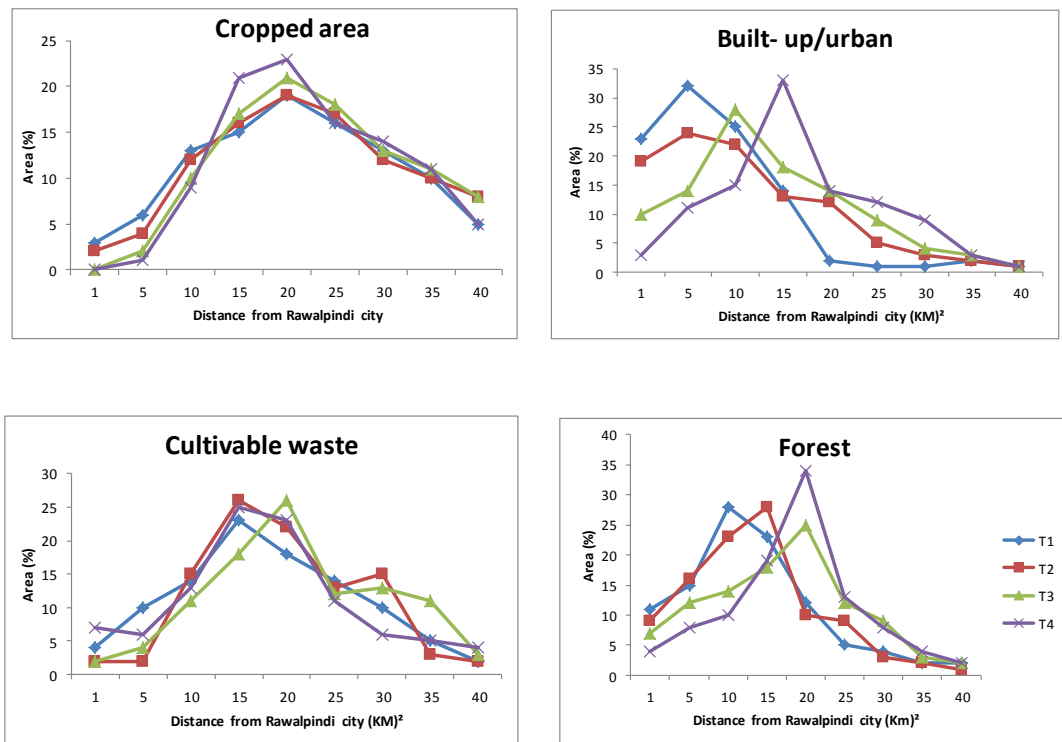 Cropped area
25
20
15
10
5
0
Area (%)
1 5 10 15 20 25 30 35 40
Distance from Rawalpindi city
Built- up/urban
35
30
25
20
15
10
5
0
Area (%)
1 5 10 15 20 25 30 35 40
Distance from Rawalpindi city (KM)²
Cultivable waste
30
25
20
15
10
5
0
Area (%)
1 5 10 15 20 25 30 35 40
Distance from Rawalpindi city (KM)²
Forest
40
35
30
25
20
15
10
5
0
Area (%)
1 5 10 15 20 25 30 35 40
Distance from Rawalpindi city (Km)²
T1
T2
T3
T4